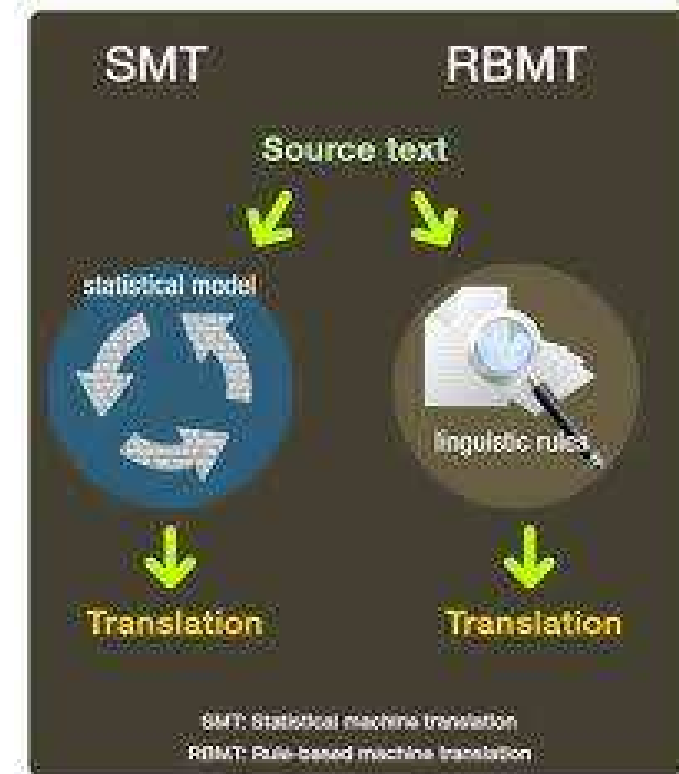 SMT RBMT
Source text
statistical model
linguistic rules
Translation Translation
SMT: Statistical machine translation
RBMT: Rule-based machine translation